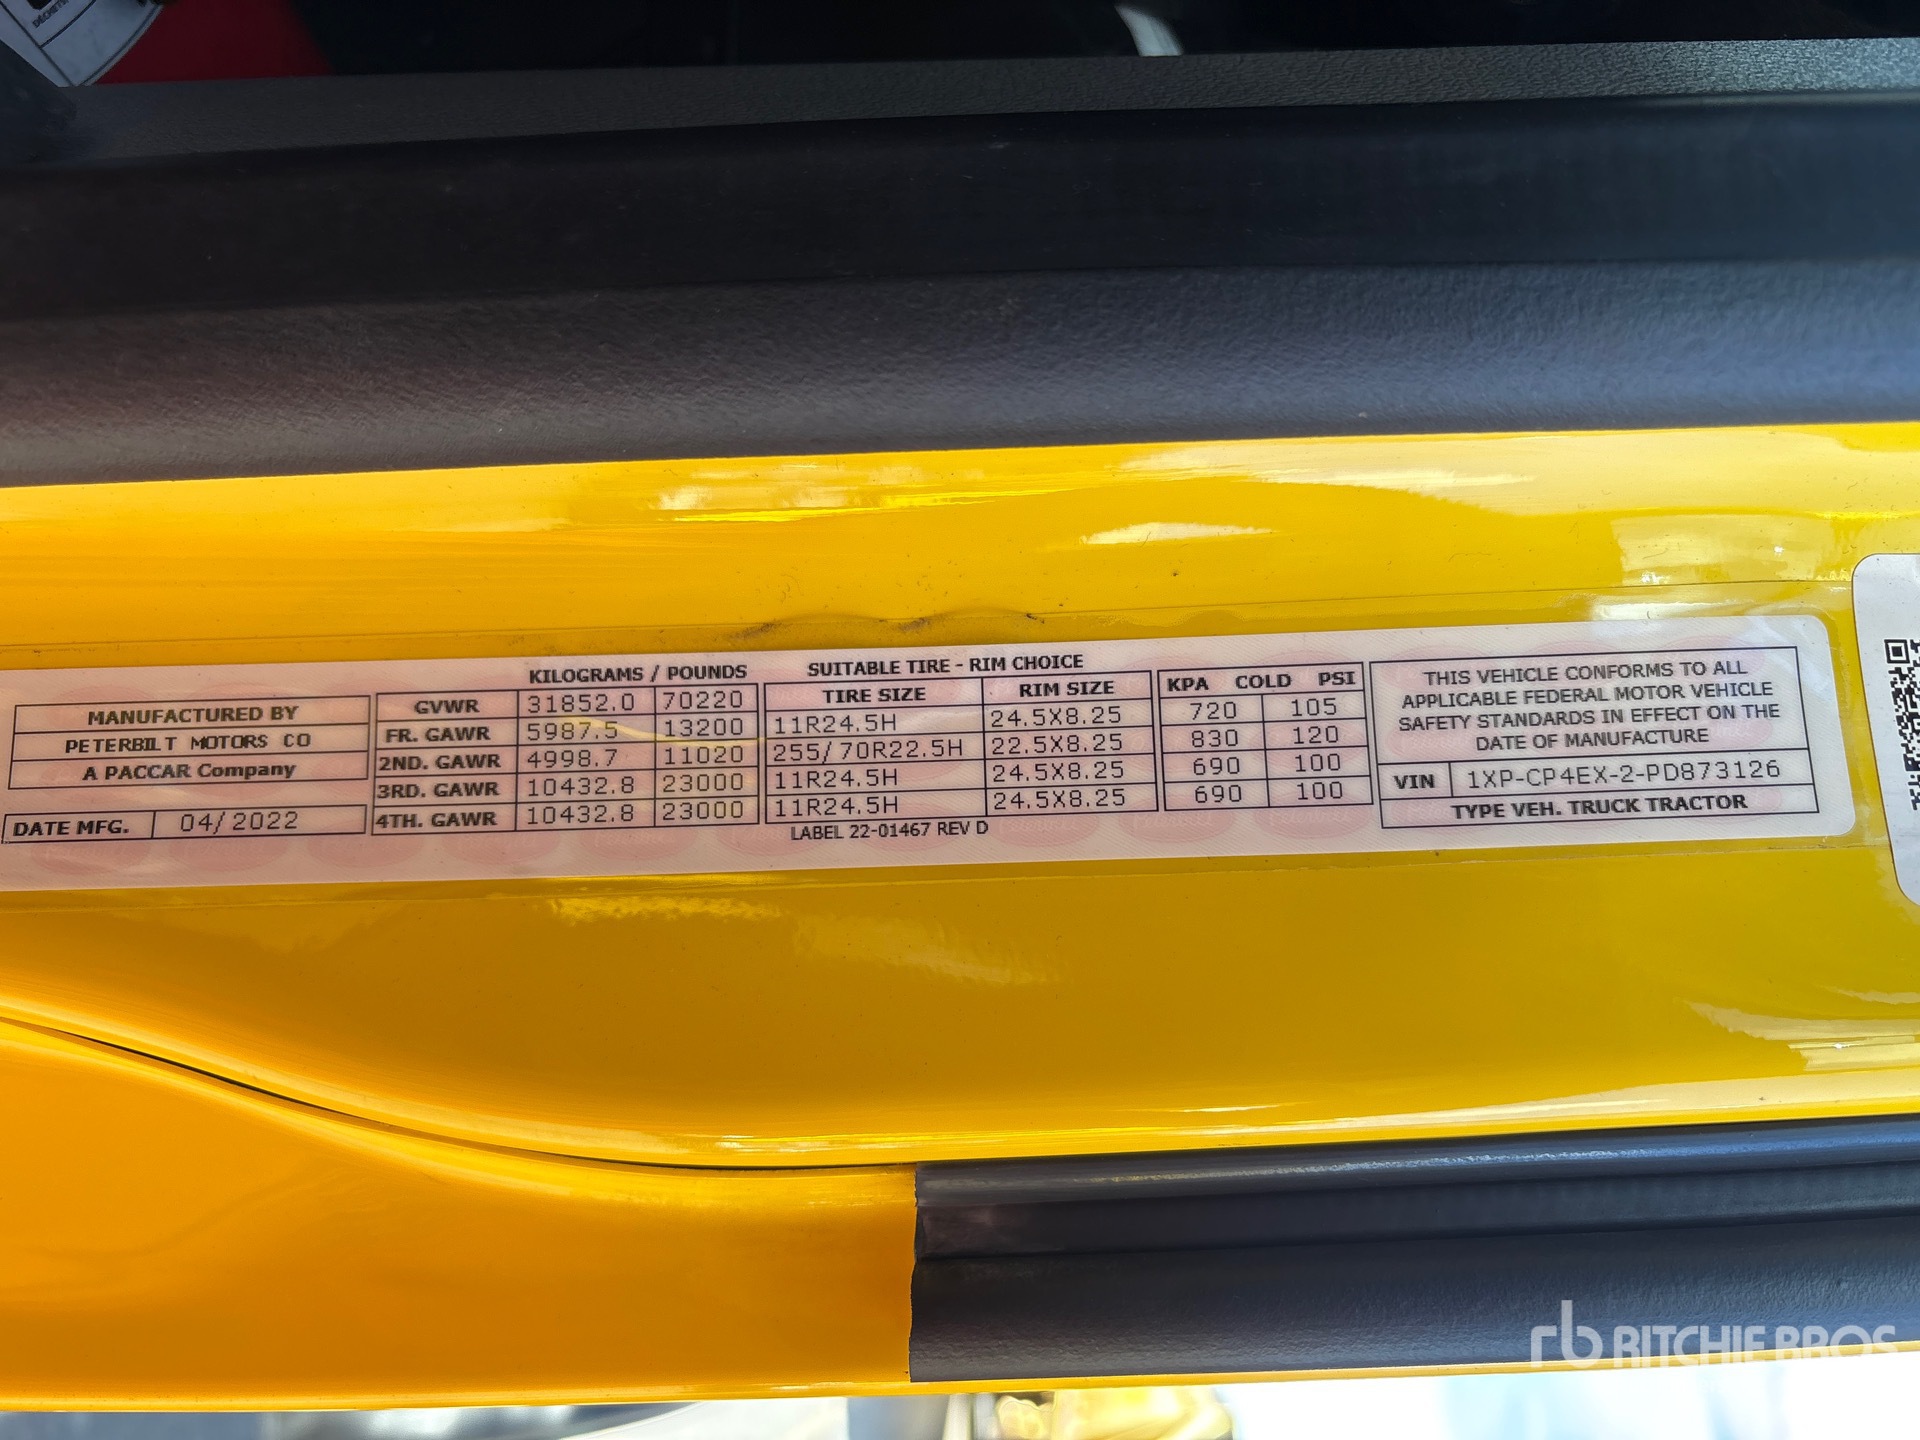 MANUFACTURED BY
PETERBILT MOTORS CO
A PACCAR Company
DATE MFG. 04/2022
KILOGRAMS / POUNDS
GVWR 31852.0 70220
FR. GAWR 5987.5 13200
2ND. GAWR 4998.7 11020
3RD. GAWR 10432.8 23000
4TH. GAWR 10432.8 23000
SUITABLE TIRE - RIM CHOICE
TIRE SIZE RIM SIZE
11R24.5H 24.5X8.25
255/70R22.5H 22.5X8.25
11R24.5H 24.5X8.25
11R24.5H 24.5X8.25
LABEL 22-01467 REV D
KPA COLD PSI
720 105
830 120
690 100
690 100
THIS VEHICLE CONFORMS TO ALL
APPLICABLE FEDERAL MOTOR VEHICLE
SAFETY STANDARDS IN EFFECT ON THE
DATE OF MANUFACTURE
VIN 1XP-CP4EX-2-PD873126
TYPE VEH. TRUCK TRACTOR
rb RITCHIE BROS